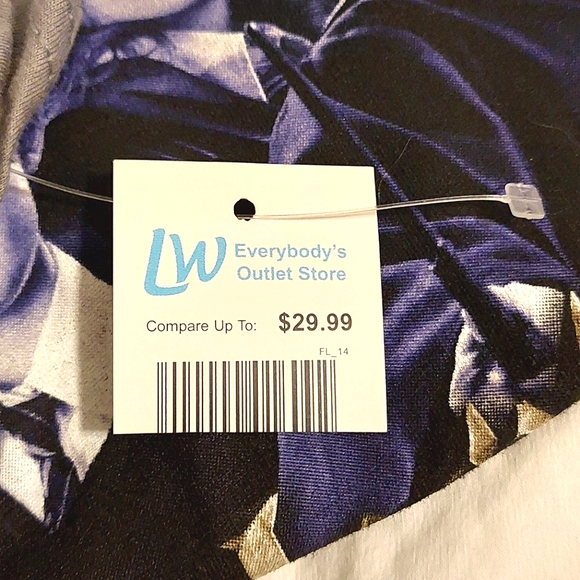 LW
Everybody's
Outlet Store
Compare Up To: $29.99
FL_14